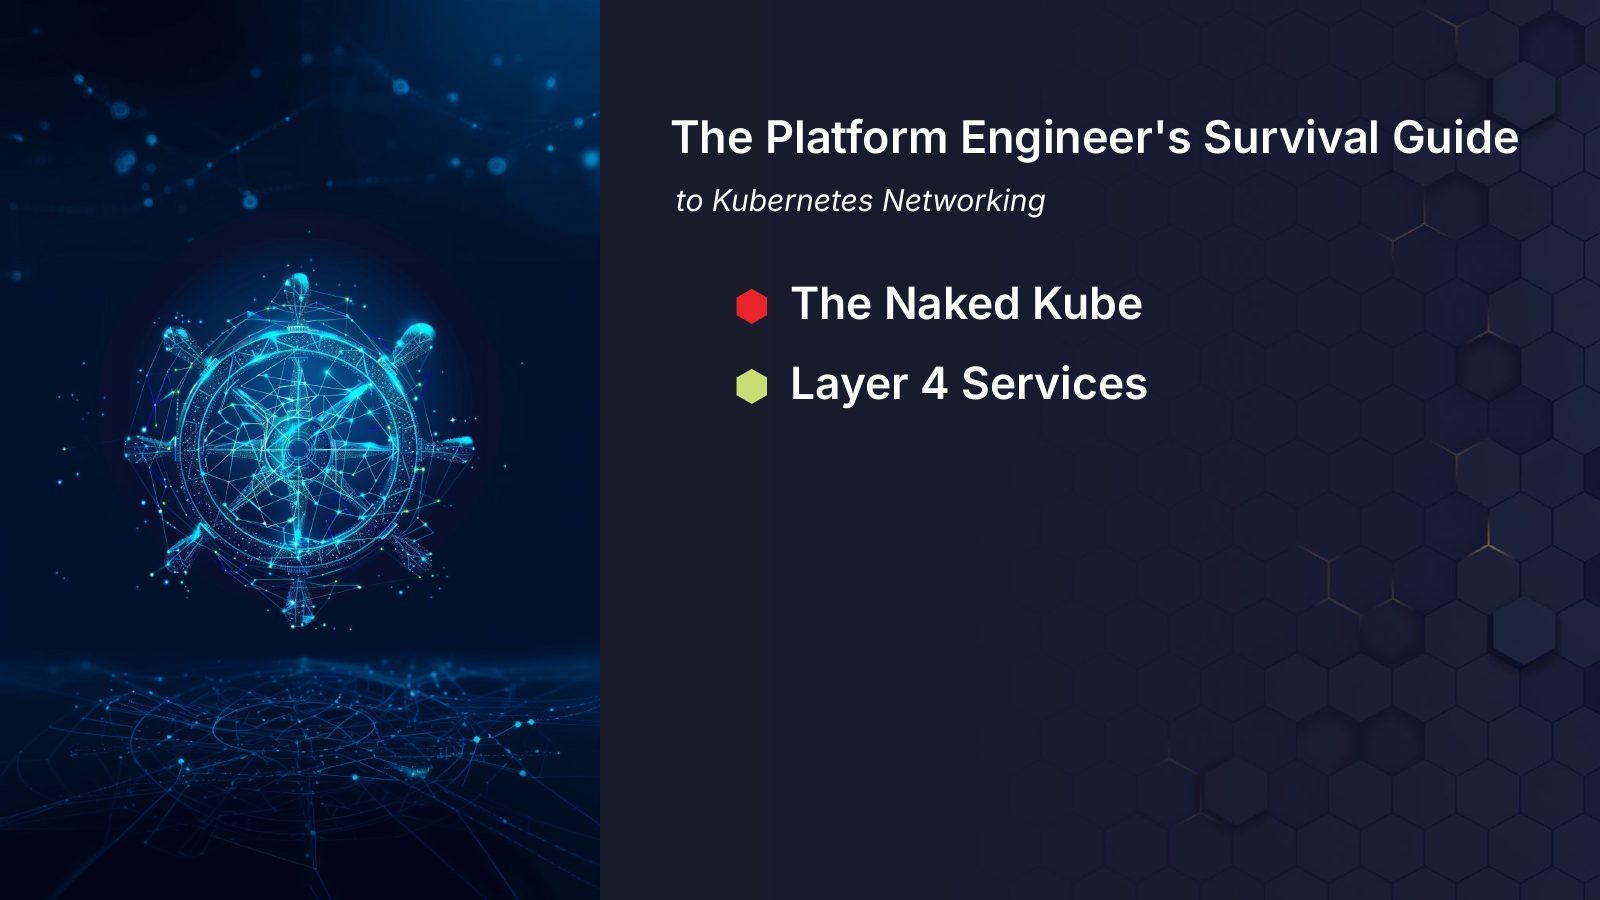 The Platform Engineer's Survival Guide
to Kubernetes Networking
The Naked Kube
Layer 4 Services